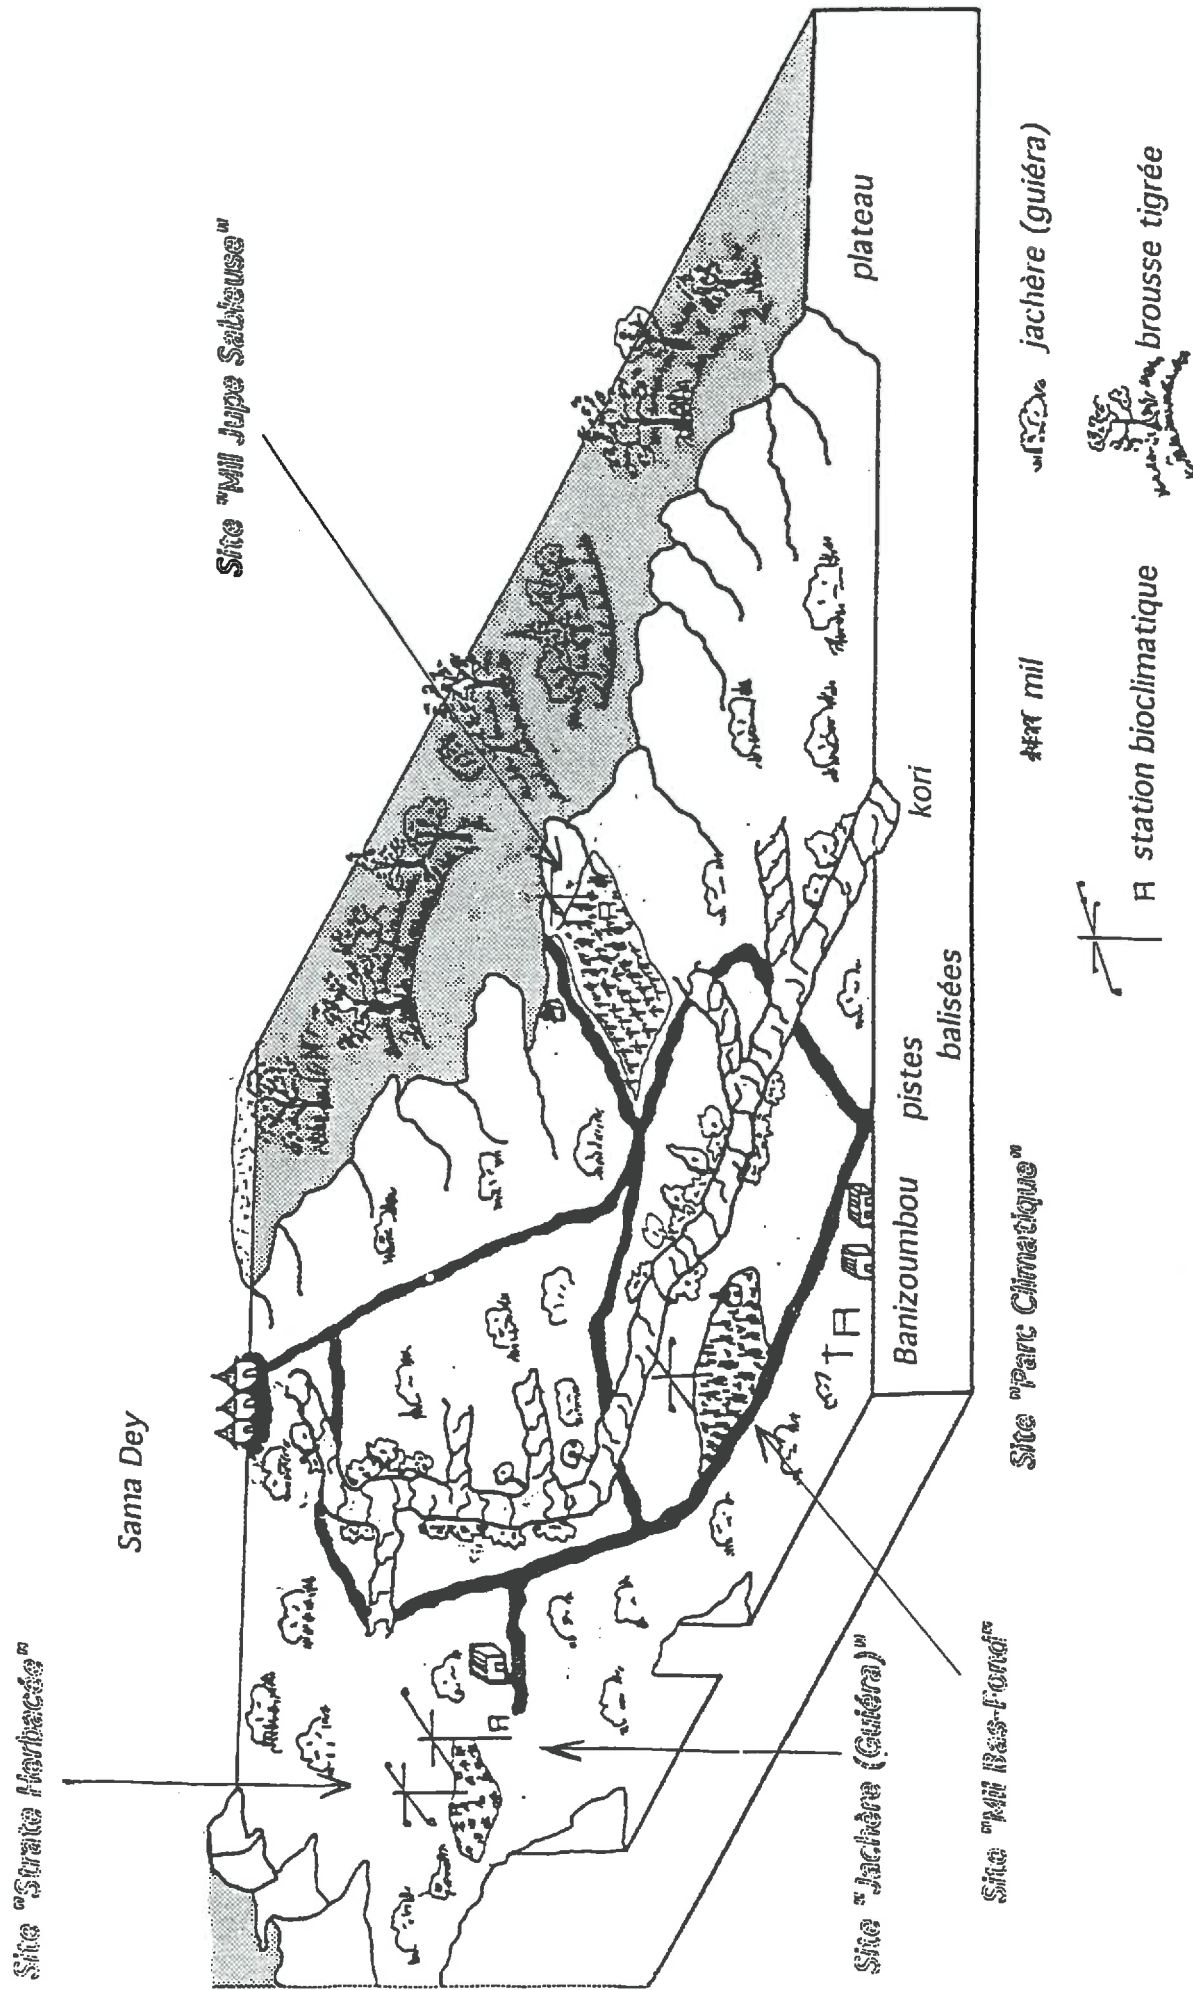 Site "Strate Herbacée"
Sama Dey
Site "Mil Jupe Sableuse"
plateau
kori
pistes
balisées
Banizoumbou
Site "Jachère (Guiéra)"
Site "Mil Bas-Fond"
Site "Parc Climatique"
mil
jachère (guiéra)
station bioclimatique
brousse tigrée